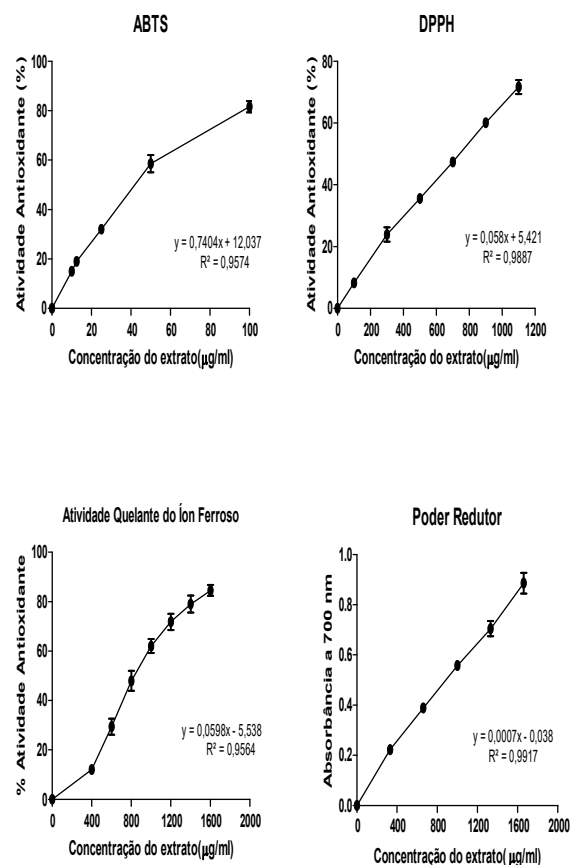 ABTS
Atividade Antioxidante (%)
100
80
60
40
20
0
y = 0,7404x + 12,037
R² = 0,9574
0 20 40 60 80 100
Concentração do extrato(µg/ml)
DPPH
Atividade Antioxidante (%)
80
60
40
20
0
y = 0,058x + 5,421
R² = 0,9887
0 200 400 600 800 1000 1200
Concentração do extrato(µg/ml)
Atividade Quelante do Íon Ferroso
% Atividade Antioxidante
100
80
60
40
20
0
y = 0,0598x - 5,538
R² = 0,9564
0 400 800 1200 1600 2000
Concentração do extrato(µg/ml)
Poder Redutor
Absorbância a 700 nm
1.0
0.8
0.6
0.4
0.2
0.0
y = 0,0007x - 0,038
R² = 0,9917
0 400 800 1200 1600 2000
Concentração do extrato( µg/ml)